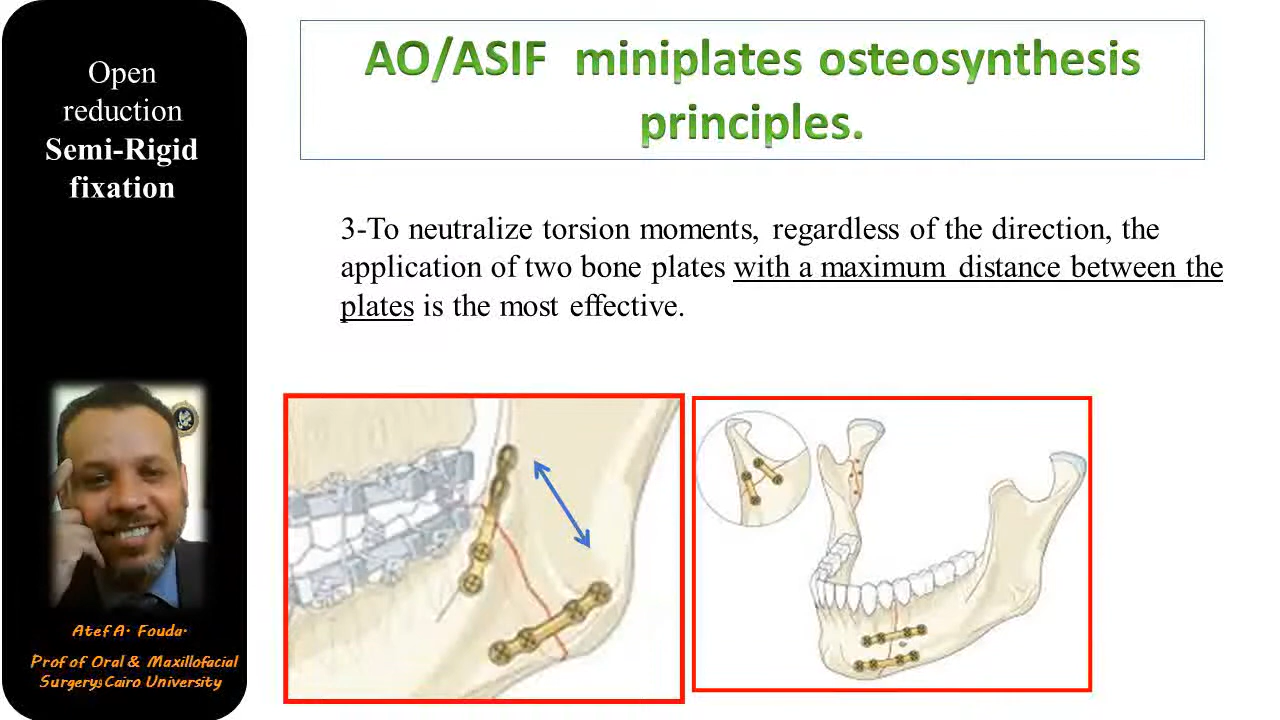 Open
reduction
Semi-Rigid
fixation
AO/ASIF miniplates osteosynthesis
principles.
3-To neutralize torsion moments, regardless of the direction, the
application of two bone plates with a maximum distance between the
plates is the most effective.
Atef A. Fouda.
Prof of Oral & Maxillofacial
Surgery, Cairo University